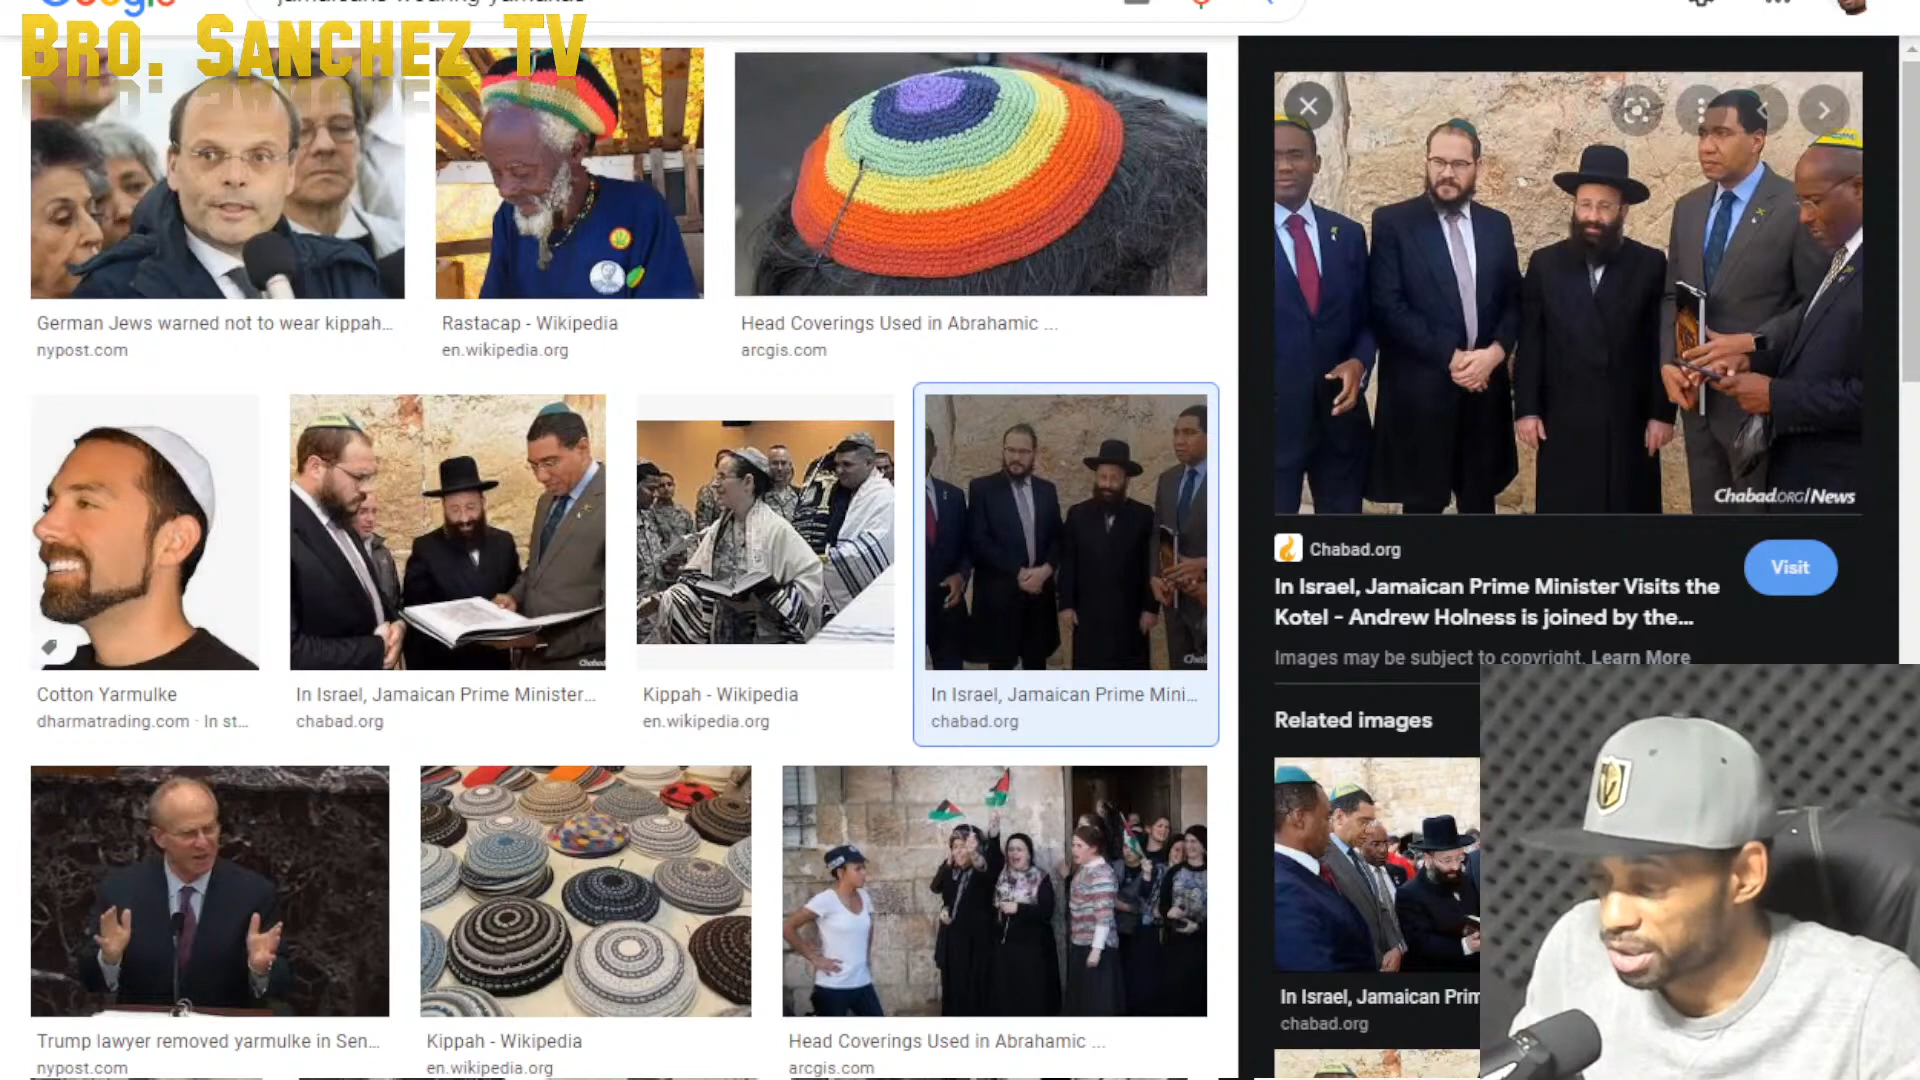 Google
jamaicans wearing yamakas
BRO. SANCHEZ TV
German Jews warned not to wear kippah...
nypost.com
Rastacap - Wikipedia
en.wikipedia.org
Head Coverings Used in Abrahamic ...
arcgis.com
Cotton Yarmulke
dharmatrading.com · In st...
In Israel, Jamaican Prime Minister...
chabad.org
Kippah - Wikipedia
en.wikipedia.org
In Israel, Jamaican Prime Mini...
chabad.org
Trump lawyer removed yarmulke in Sen...
nypost.com
Kippah - Wikipedia
en.wikipedia.org
Head Coverings Used in Abrahamic ...
arcgis.com
Chabad.ORG/News
Chabad.org
Visit
In Israel, Jamaican Prime Minister Visits the
Kotel - Andrew Holness is joined by the...
Images may be subject to copyright. Learn More
Related images
In Israel, Jamaican Prim
chabad.org